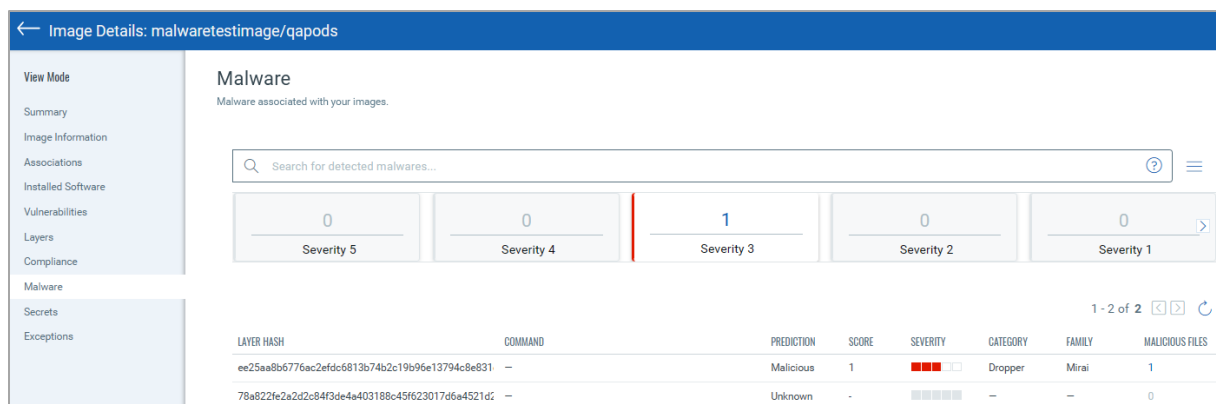 Image Details: malwaretestimage/qapods
View Mode
Summary
Image Information
Associations
Installed Software
Vulnerabilities
Layers
Compliance
Malware
Secrets
Exceptions
Malware
Malware associated with your images.
Search for detected malwares...
0 0 1 0 0
Severity 5 Severity 4 Severity 3 Severity 2 Severity 1
1 - 2 of 2
LAYER HASH COMMAND PREDICTION SCORE SEVERITY CATEGORY FAMILY MALICIOUS FILES
ee25aa8b6776ac2efdc6813b74b2c19b96e13794c8e831 — Malicious 1 Dropper Mirai 1
78a822fe2a2d2c84f3de4a403188c45f623017d6a4521d2 — Unknown - — — 0